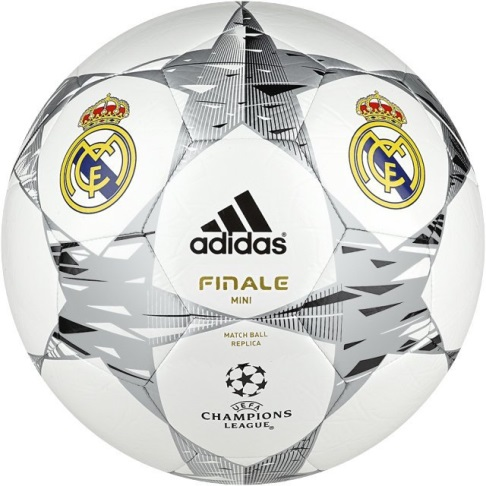 adidas
FINALE
MINI
MATCH BALL
REPLICA
UEFA
CHAMPIONS
LEAGUE